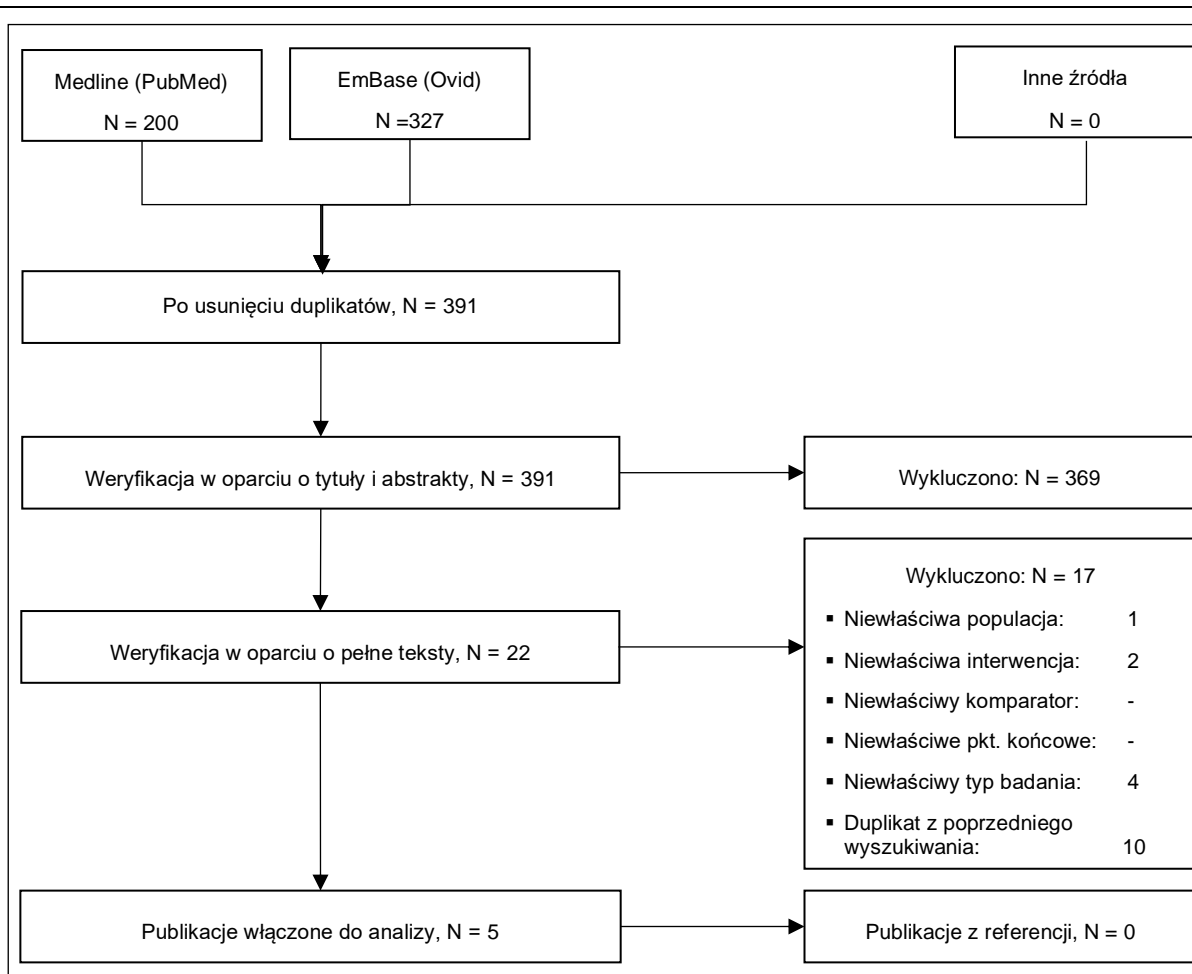 Medline (PubMed)
N = 200
EmBase (Ovid)
N =327
Inne źródła
N = 0
Po usunięciu duplikatów, N = 391
Weryfikacja w oparciu o tytuły i abstrakty, N = 391
Wykluczono: N = 369
Weryfikacja w oparciu o pełne teksty, N = 22
Wykluczono: N = 17
▪ Niewłaściwa populacja: 1
▪ Niewłaściwa interwencja: 2
▪ Niewłaściwy komparator: -
▪ Niewłaściwe pkt. końcowe: -
▪ Niewłaściwy typ badania: 4
▪ Duplikat z poprzedniego
wyszukiwania: 10
Publikacje włączone do analizy, N = 5
Publikacje z referencji, N = 0